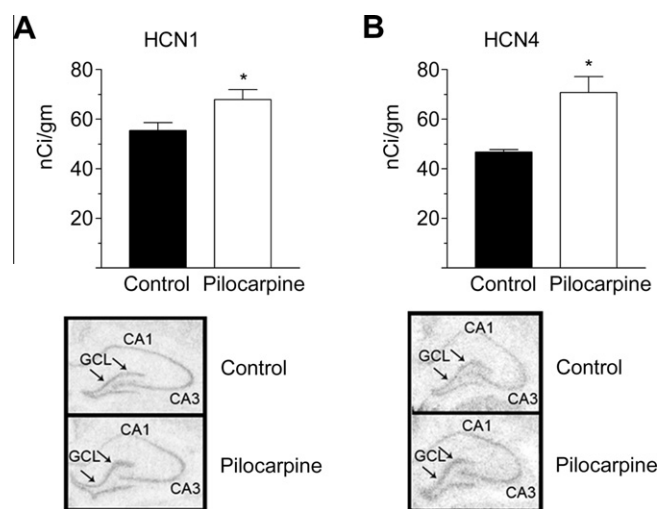 A
HCN1
80
60
40
20
nCi/gm
*
Control Pilocarpine
CA1
GCL
CA3
Control
CA1
GCL
CA3
Pilocarpine
B
HCN4
80
60
40
20
nCi/gm
*
Control Pilocarpine
CA1
GCL
CA3
Control
CA1
GCL
CA3
Pilocarpine